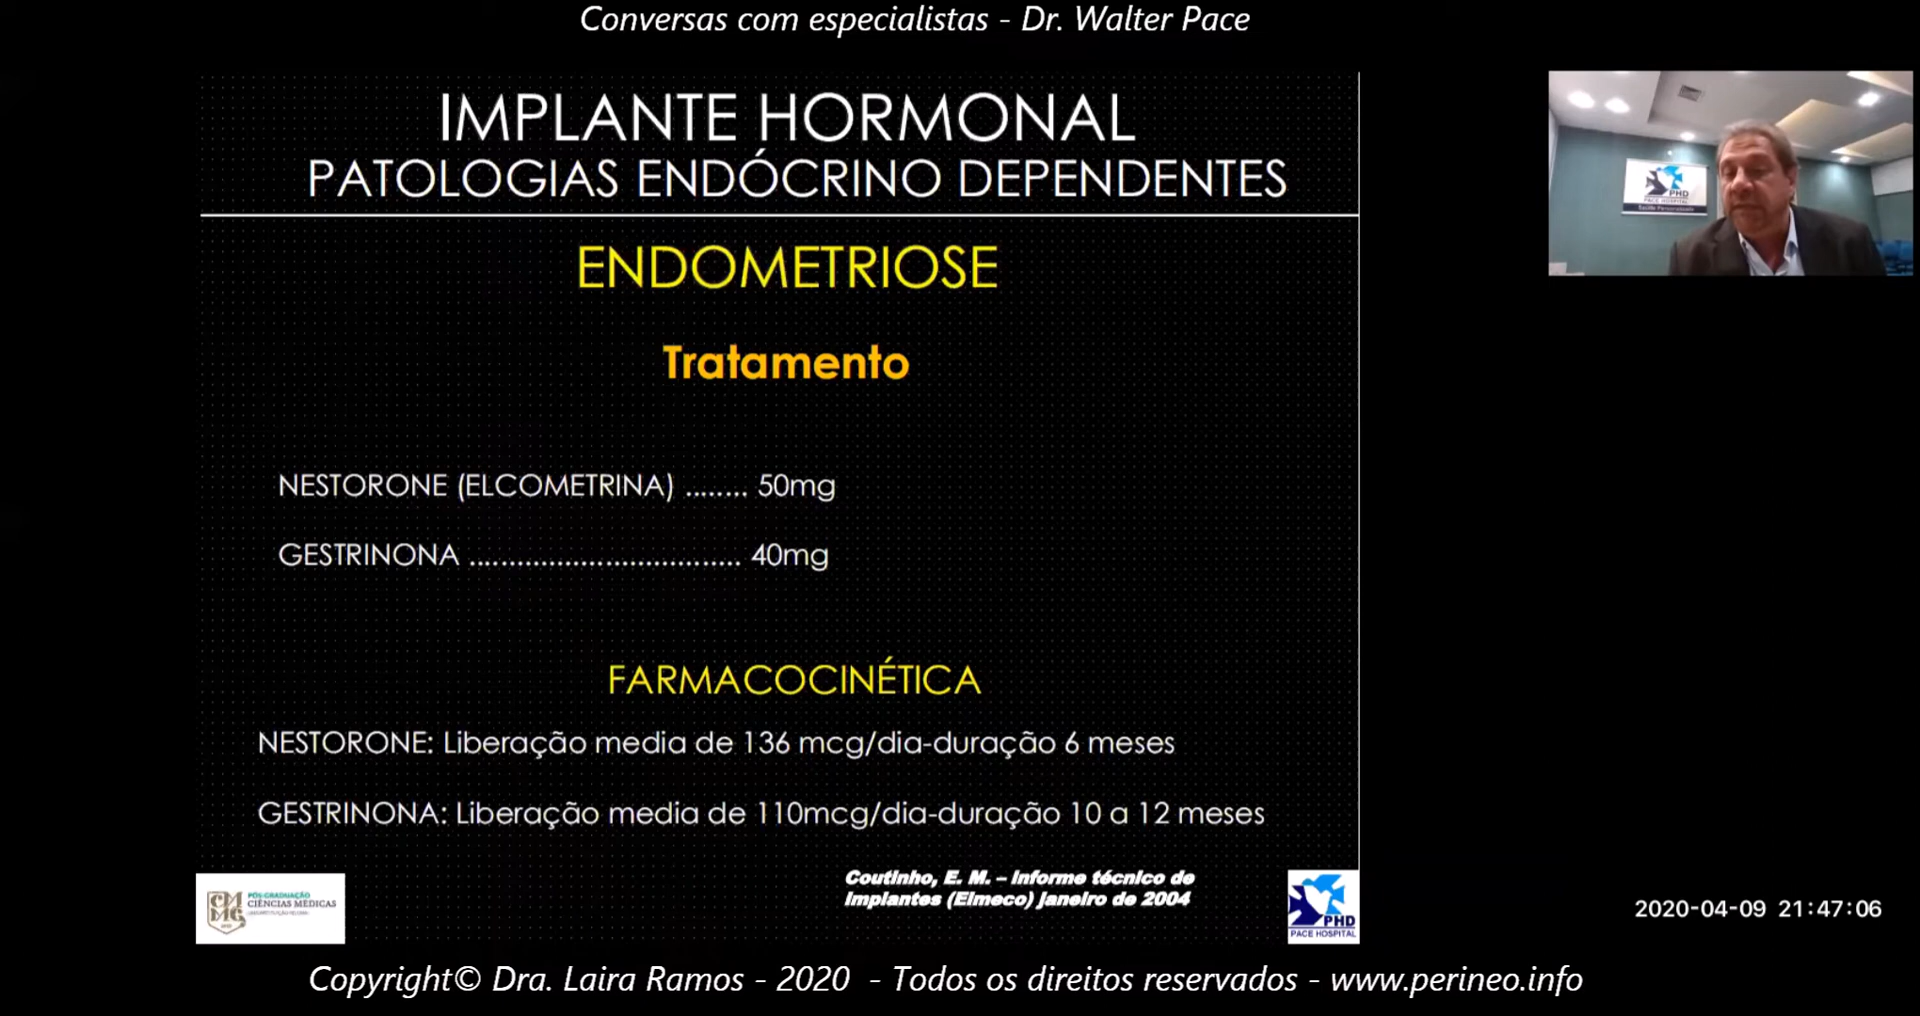 Conversas com especialistas - Dr. Walter Pace
IMPLANTE HORMONAL
PATOLOGIAS ENDÓCRINO DEPENDENTES
PHD
PACE HOSPITAL
ENDOMETRIOSE
Tratamento
NESTORONE (ELCOMETRINA) ........ 50mg
GESTRINONA .................................. 40mg
FARMACOCINÉTICA
NESTORONE: Liberação media de 136 mcg/dia-duração 6 meses
GESTRINONA: Liberação media de 110mcg/dia-duração 10 a 12 meses
PÓS-GRADUAÇÃO
CIÊNCIAS MÉDICAS
Coutinho, E. M. – Informe técnico de
implantes (Elmeco) janeiro de 2004
PHD
PACE HOSPITAL
2020-04-09 21:47:06
Copyright© Dra. Laira Ramos - 2020 - Todos os direitos reservados - www.perineo.info